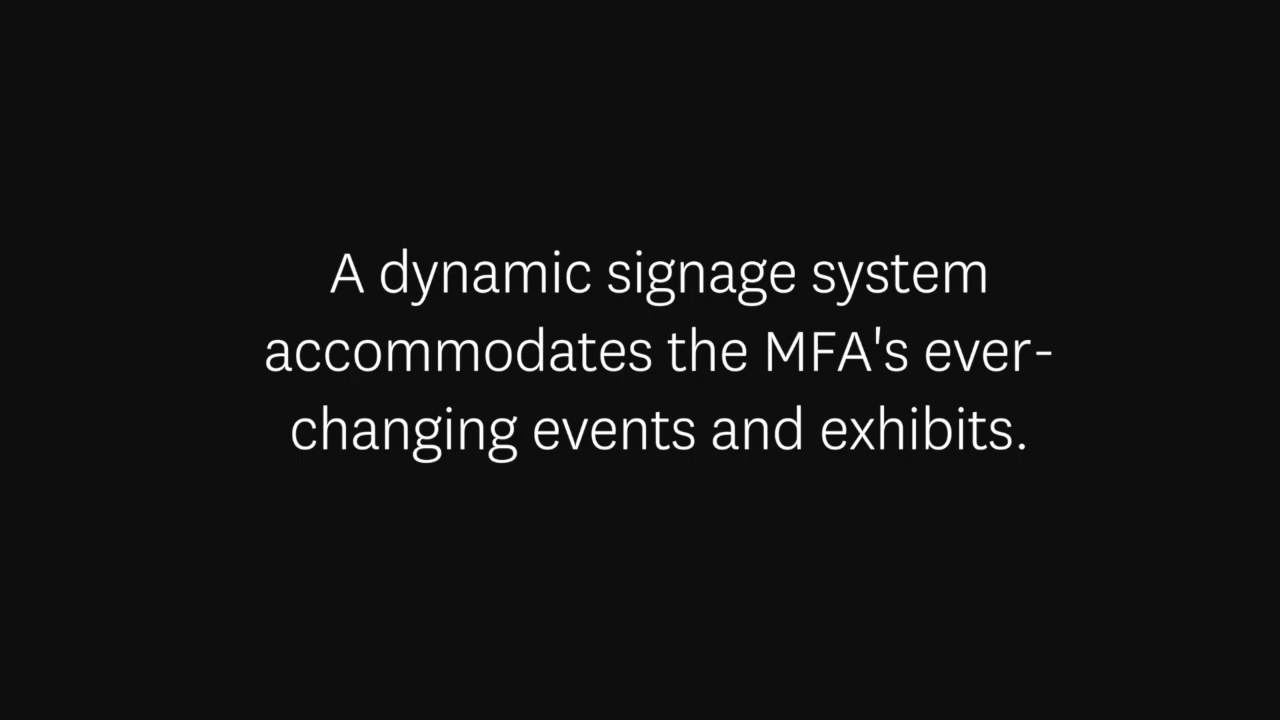 A dynamic signage system
accommodates the MFA's ever-
changing events and exhibits.